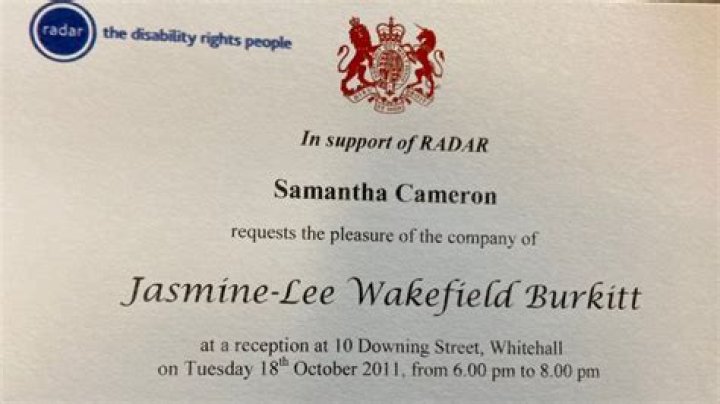 radar the disability rights people
In support of RADAR
Samantha Cameron
requests the pleasure of the company of
Jasmine-Lee Wakefield Burkitt
at a reception at 10 Downing Street, Whitehall
on Tuesday 18th October 2011, from 6.00 pm to 8.00 pm